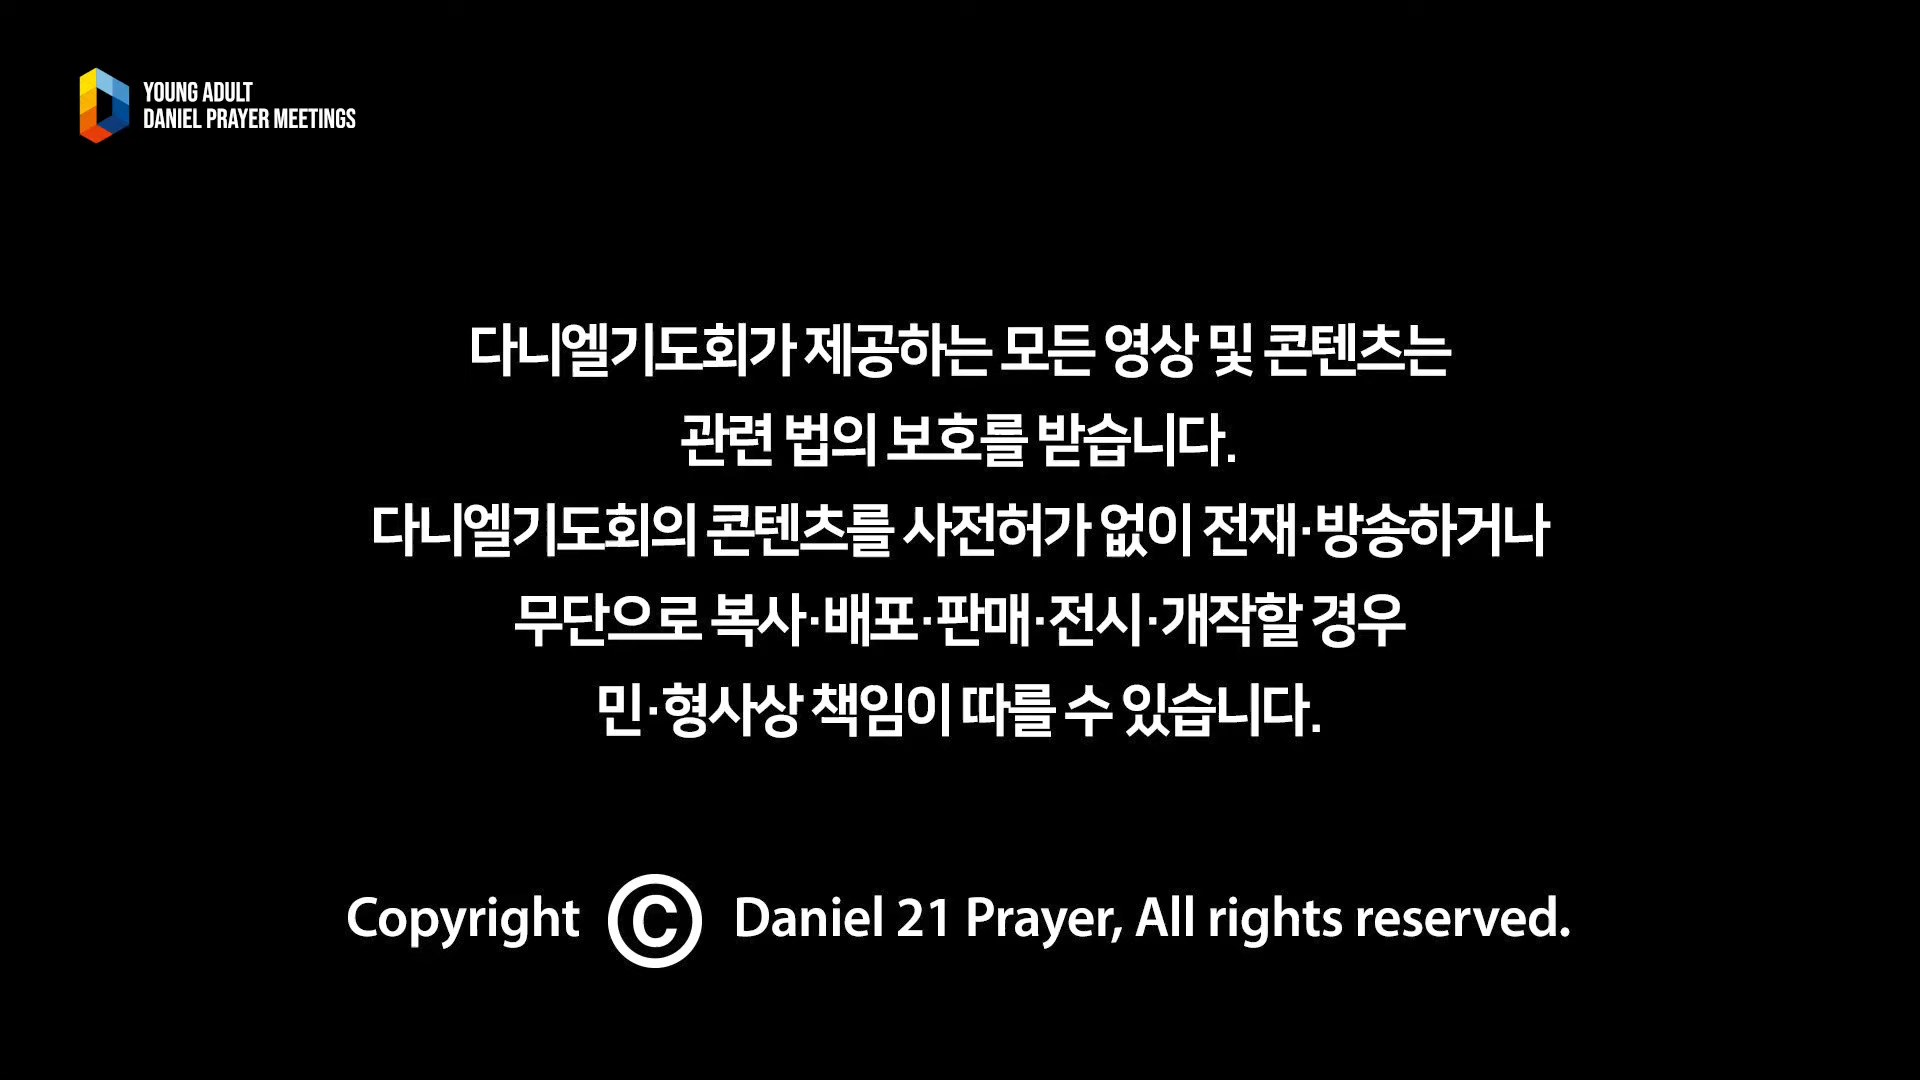 YOUNG ADULT
DANIEL PRAYER MEETINGS
다니엘기도회가 제공하는 모든 영상 및 콘텐츠는
관련 법의 보호를 받습니다.
다니엘기도회의 콘텐츠를 사전허가 없이 전재·방송하거나
무단으로 복사·배포·판매·전시·개작할 경우
민·형사상 책임이 따를 수 있습니다.
Copyright © Daniel 21 Prayer, All rights reserved.